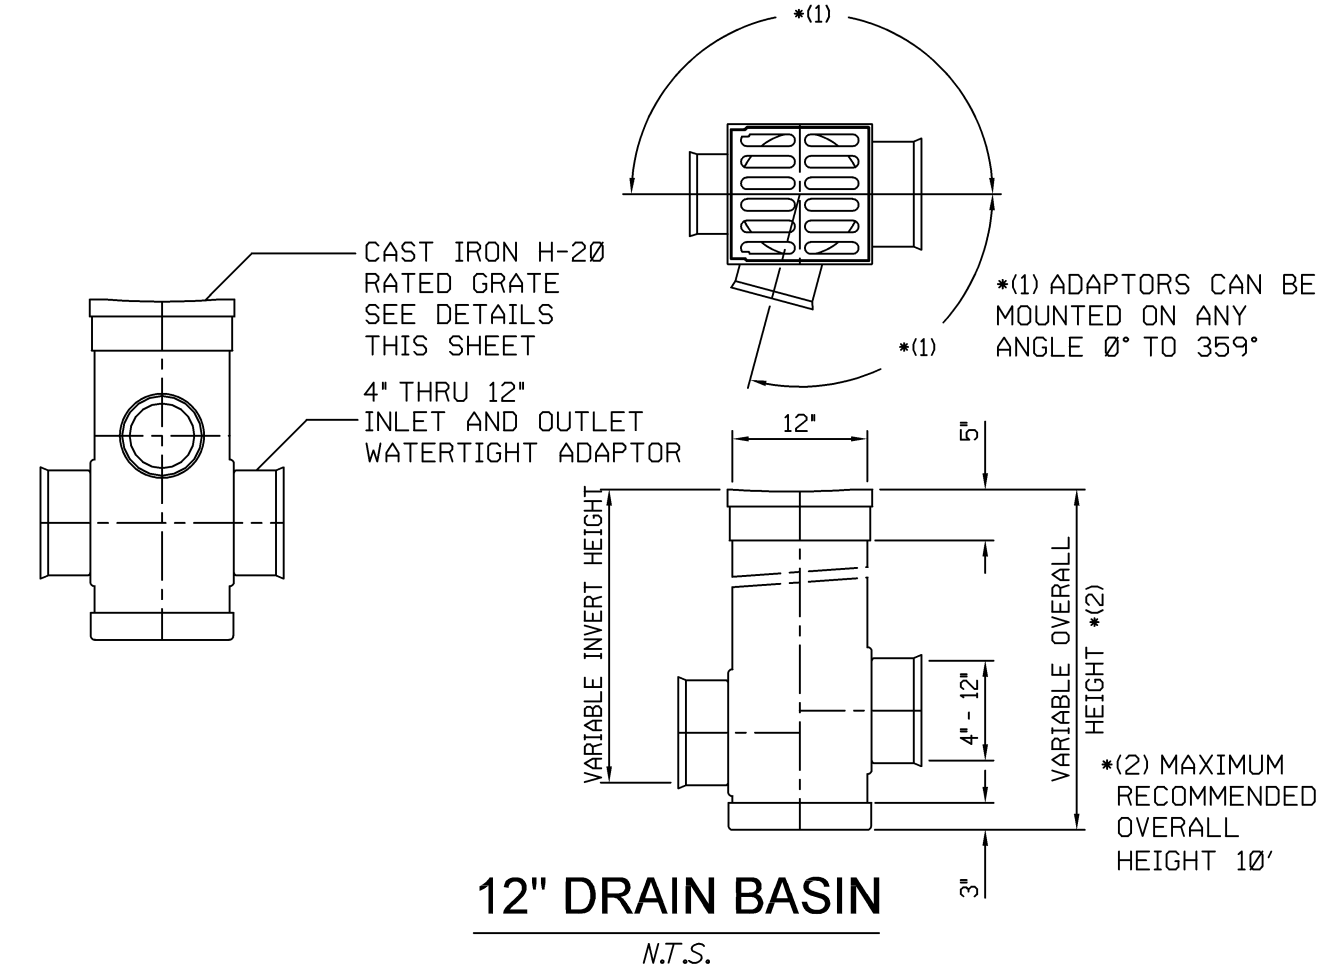 *(1)
CAST IRON H-20
RATED GRATE
SEE DETAILS
THIS SHEET
4" THRU 12"
INLET AND OUTLET
WATERTIGHT ADAPTOR
*(1) ADAPTORS CAN BE
MOUNTED ON ANY
ANGLE 0° TO 359°
*(1)
12"
5"
VARIABLE INVERT HEIGHT
4" - 12"
VARIABLE OVERALL
HEIGHT *(2)
*(2) MAXIMUM
RECOMMENDED
OVERALL
HEIGHT 10'
3"
12" DRAIN BASIN
N.T.S.